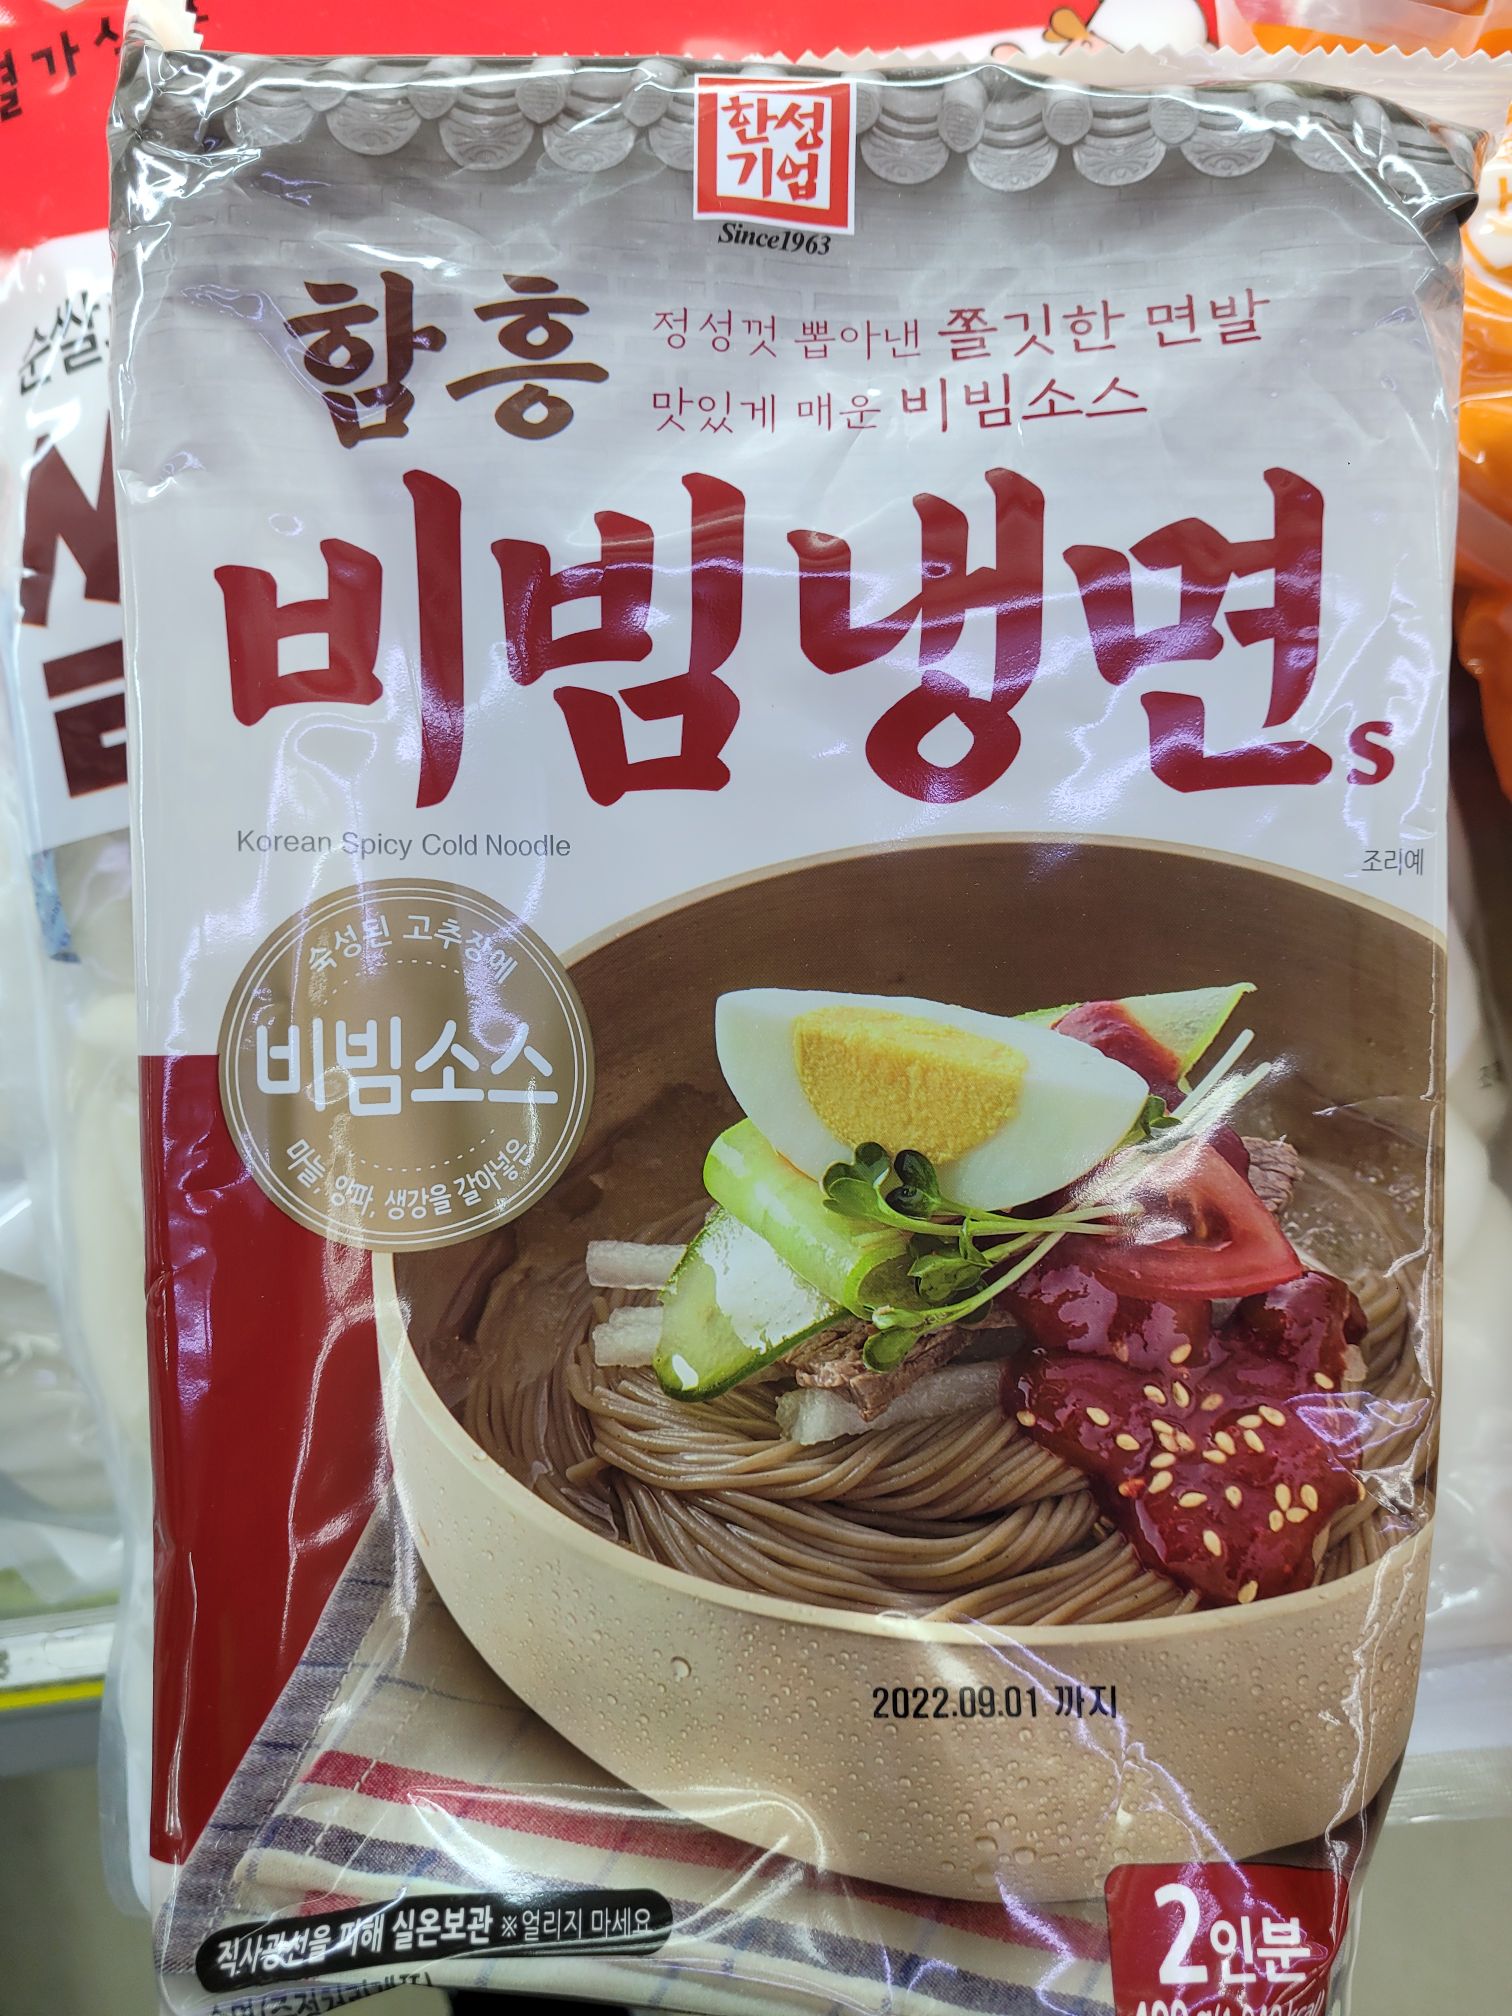 한성
기업
Since1963
함흥
정성껏 뽑아낸 쫄깃한 면발
맛있게 매운 비빔소스
비빔냉면s
Korean Spicy Cold Noodle
조리예
숙성된 고추장에
비빔소스
마늘, 양파, 생강을 갈아넣은
2022.09.01 까지
직사광선을 피해 실온보관 ※얼리지 마세요
2인분
순쌀